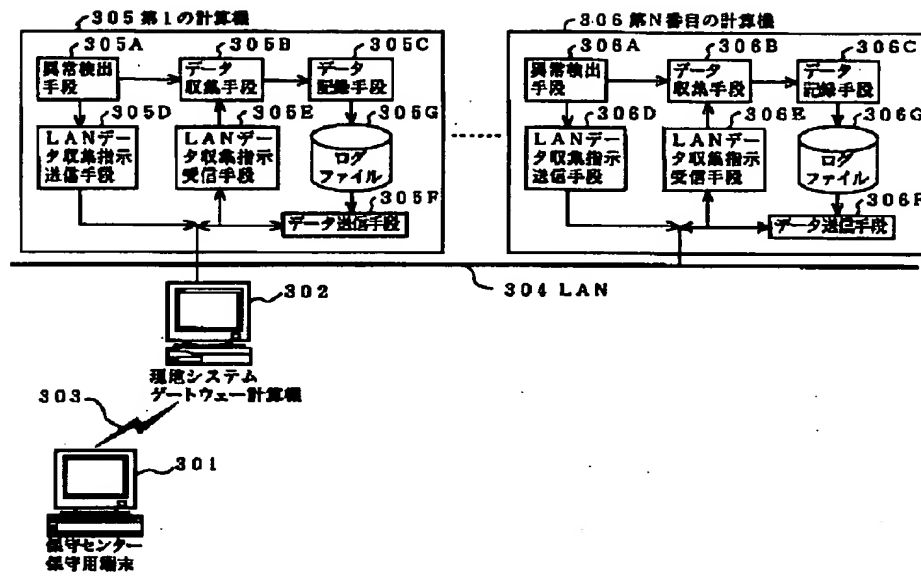 305 第1の計算機
305A 305B 305C
異常検出
手段
データ
収集手段
データ
記録手段
305D 305E 305G
LANデー
タ収集指示
送信手段
LANデー
タ収集指示
受信手段
ログ
ファイル
305F
データ送信手段
306 第N番目の計算機
306A 306B 306C
異常検出
手段
データ
収集手段
データ
記録手段
306D 306E 306G
LANデー
タ収集指示
送信手段
LANデー
タ収集指示
受信手段
ログ
ファイル
306F
データ送信手段
304 LAN
302
現地システム
ゲートウェー計算機
303
301
保守センター
保守用端末